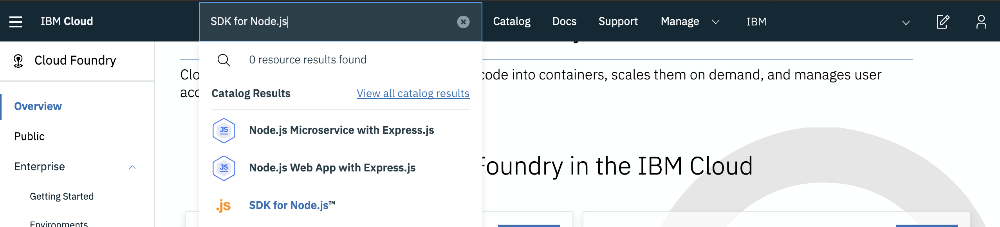 IBM Cloud
SDK for Node.js
Catalog
Docs
Support
Manage
IBM
Cloud Foundry
Overview
Public
Enterprise
Getting Started
Environments
0 resource results found
Catalog Results
View all catalog results
JS
Node.js Microservice with Express.js
JS
Node.js Web App with Express.js
.js
SDK for Node.js™
Clo
code into containers, scales them on demand, and manages user
acc
Foundry in the IBM Cloud